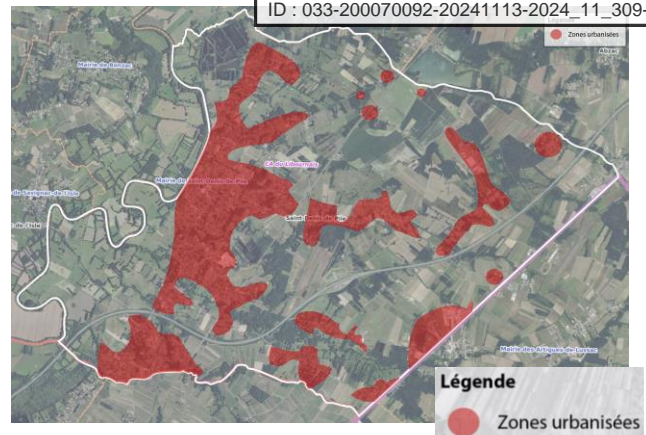 ID : 033-200070092-20241113-2024_11_309-
Zones urbanisées
Abzac
Mairie de Bonzac
CA du Libournais
Mairie de Saint-Denis-de-Pile
de Savignac-de-l'Isle
Saint-Denis-de-Pile
de l'Isle
Mairie des Artigues-de-Lussac
Légende
Zones urbanisées